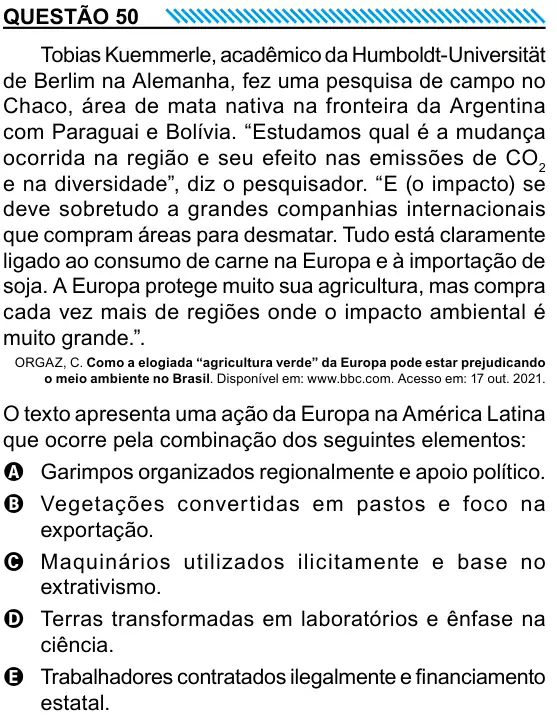 QUESTÃO 50
Tobias Kuemmerle, acadêmico da Humboldt-Universität
de Berlim na Alemanha, fez uma pesquisa de campo no
Chaco, área de mata nativa na fronteira da Argentina
com Paraguai e Bolívia. “Estudamos qual é a mudança
ocorrida na região e seu efeito nas emissões de CO₂
e na diversidade”, diz o pesquisador. “E (o impacto) se
deve sobretudo a grandes companhias internacionais
que compram áreas para desmatar. Tudo está claramente
ligado ao consumo de carne na Europa e à importação de
soja. A Europa protege muito sua agricultura, mas compra
cada vez mais de regiões onde o impacto ambiental é
muito grande.”.
ORGAZ, C. Como a elogiada “agricultura verde” da Europa pode estar prejudicando
o meio ambiente no Brasil. Disponível em: www.bbc.com. Acesso em: 17 out. 2021.
O texto apresenta uma ação da Europa na América Latina
que ocorre pela combinação dos seguintes elementos:
A Garimpos organizados regionalmente e apoio político.
B Vegetações convertidas em pastos e foco na
exportação.
C Maquinários utilizados ilicitamente e base no
extrativismo.
D Terras transformadas em laboratórios e ênfase na
ciência.
E Trabalhadores contratados ilegalmente e financiamento
estatal.